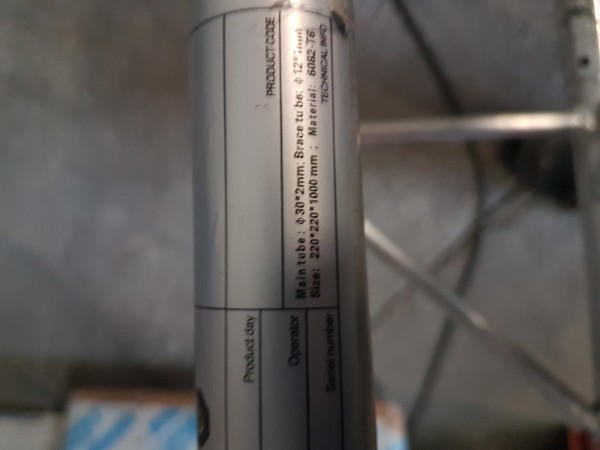 PRODUCT CODE
TECHNICAL INFO
Main tube: Φ30*2mm; Brace tube: Φ12*
Size: 220*220*1000 mm ; Material: 6082-T6
Product day
Operator
Serial number